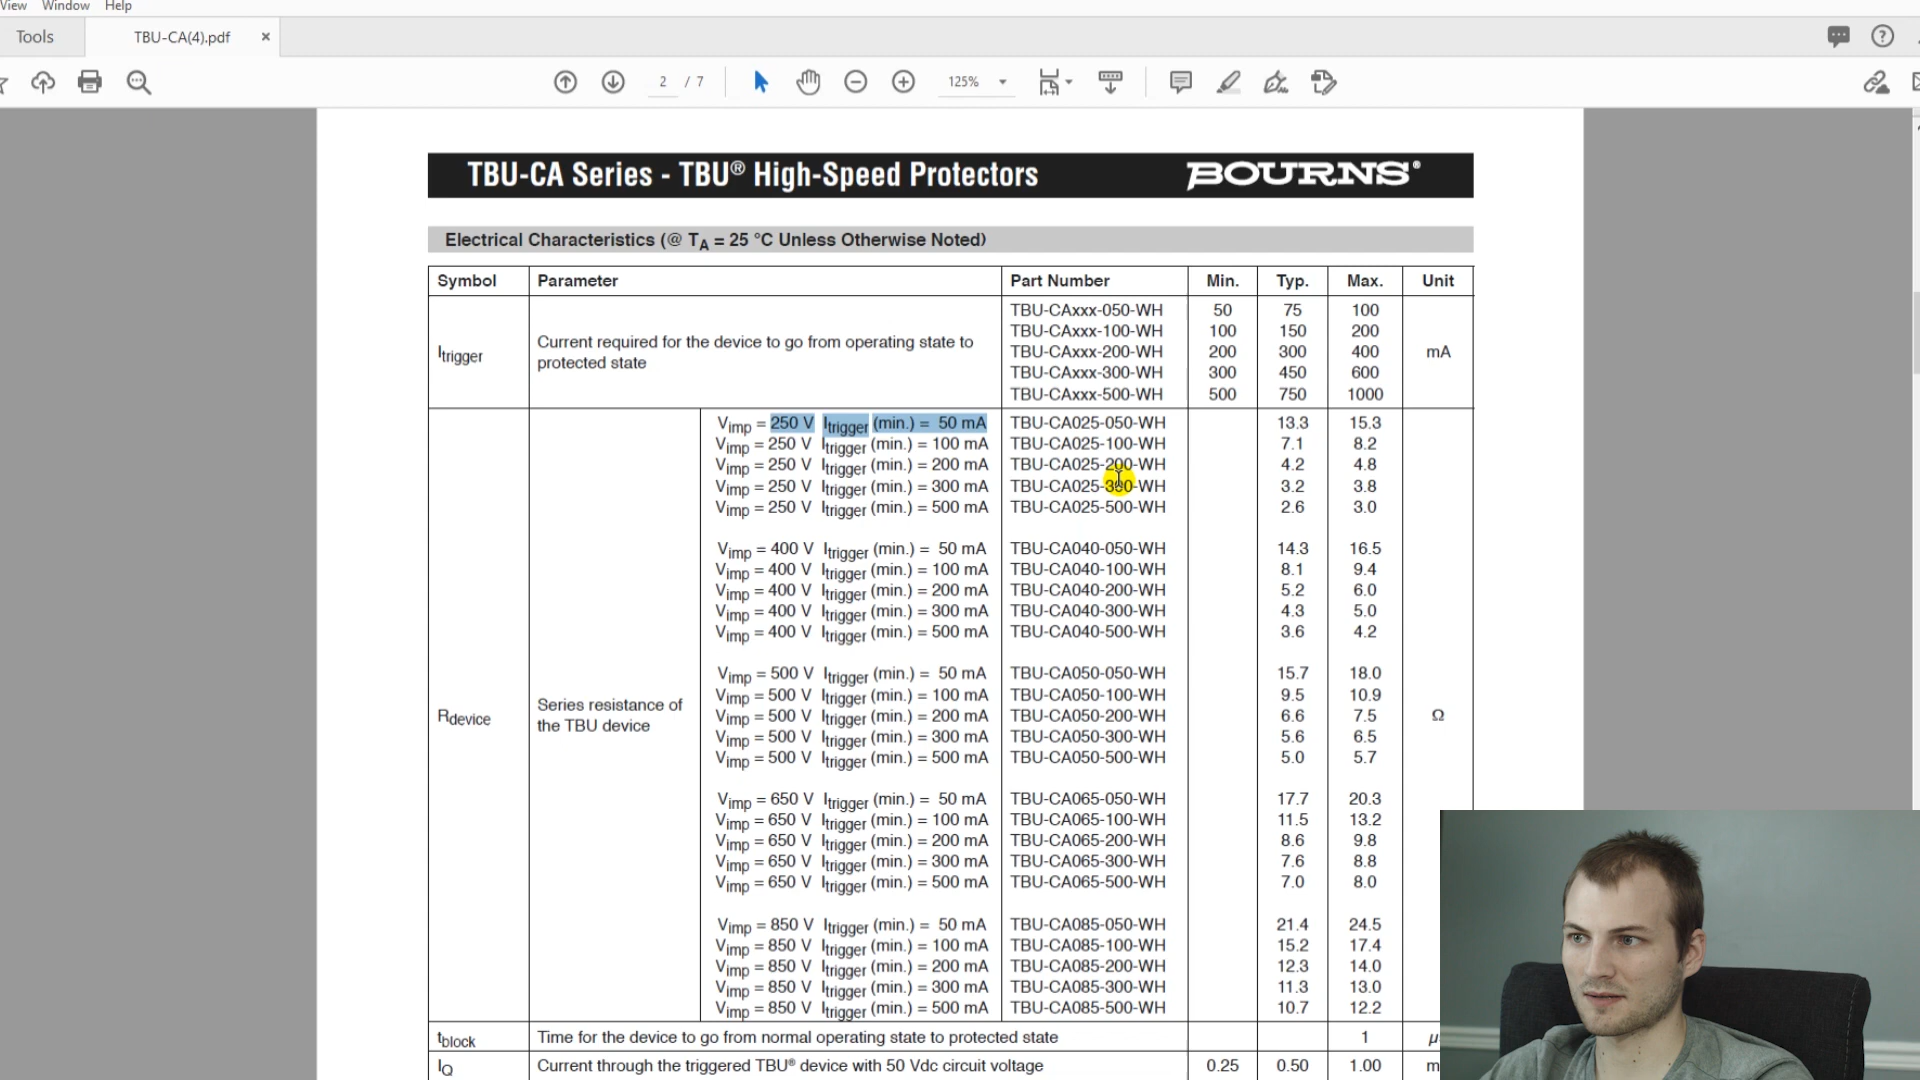 View Window Help
Tools TBU-CA(4).pdf ×
2 / 7 125%
TBU-CA Series - TBU® High-Speed Protectors BOURNS®
Electrical Characteristics (@ TA = 25 °C Unless Otherwise Noted)
Symbol Parameter Part Number Min. Typ. Max. Unit
TBU-CAxxx-050-WH 50 75 100
TBU-CAxxx-100-WH 100 150 200
Itrigger Current required for the device to go from operating state to protected state TBU-CAxxx-200-WH 200 300 400 mA
TBU-CAxxx-300-WH 300 450 600
TBU-CAxxx-500-WH 500 750 1000
Vimp = 250 V Itrigger (min.) = 50 mA TBU-CA025-050-WH 13.3 15.3
Vimp = 250 V Itrigger (min.) = 100 mA TBU-CA025-100-WH 7.1 8.2
Vimp = 250 V Itrigger (min.) = 200 mA TBU-CA025-200-WH 4.2 4.8
Vimp = 250 V Itrigger (min.) = 300 mA TBU-CA025-300-WH 3.2 3.8
Vimp = 250 V Itrigger (min.) = 500 mA TBU-CA025-500-WH 2.6 3.0
Vimp = 400 V Itrigger (min.) = 50 mA TBU-CA040-050-WH 14.3 16.5
Vimp = 400 V Itrigger (min.) = 100 mA TBU-CA040-100-WH 8.1 9.4
Vimp = 400 V Itrigger (min.) = 200 mA TBU-CA040-200-WH 5.2 6.0
Vimp = 400 V Itrigger (min.) = 300 mA TBU-CA040-300-WH 4.3 5.0
Vimp = 400 V Itrigger (min.) = 500 mA TBU-CA040-500-WH 3.6 4.2
Vimp = 500 V Itrigger (min.) = 50 mA TBU-CA050-050-WH 15.7 18.0
Vimp = 500 V Itrigger (min.) = 100 mA TBU-CA050-100-WH 9.5 10.9
Rdevice Series resistance of the TBU device Vimp = 500 V Itrigger (min.) = 200 mA TBU-CA050-200-WH 6.6 7.5 Ω
Vimp = 500 V Itrigger (min.) = 300 mA TBU-CA050-300-WH 5.6 6.5
Vimp = 500 V Itrigger (min.) = 500 mA TBU-CA050-500-WH 5.0 5.7
Vimp = 650 V Itrigger (min.) = 50 mA TBU-CA065-050-WH 17.7 20.3
Vimp = 650 V Itrigger (min.) = 100 mA TBU-CA065-100-WH 11.5 13.2
Vimp = 650 V Itrigger (min.) = 200 mA TBU-CA065-200-WH 8.6 9.8
Vimp = 650 V Itrigger (min.) = 300 mA TBU-CA065-300-WH 7.6 8.8
Vimp = 650 V Itrigger (min.) = 500 mA TBU-CA065-500-WH 7.0 8.0
Vimp = 850 V Itrigger (min.) = 50 mA TBU-CA085-050-WH 21.4 24.5
Vimp = 850 V Itrigger (min.) = 100 mA TBU-CA085-100-WH 15.2 17.4
Vimp = 850 V Itrigger (min.) = 200 mA TBU-CA085-200-WH 12.3 14.0
Vimp = 850 V Itrigger (min.) = 300 mA TBU-CA085-300-WH 11.3 13.0
Vimp = 850 V Itrigger (min.) = 500 mA TBU-CA085-500-WH 10.7 12.2
tblock Time for the device to go from normal operating state to protected state 1
IQ Current through the triggered TBU® device with 50 Vdc circuit voltage 0.25 0.50 1.00